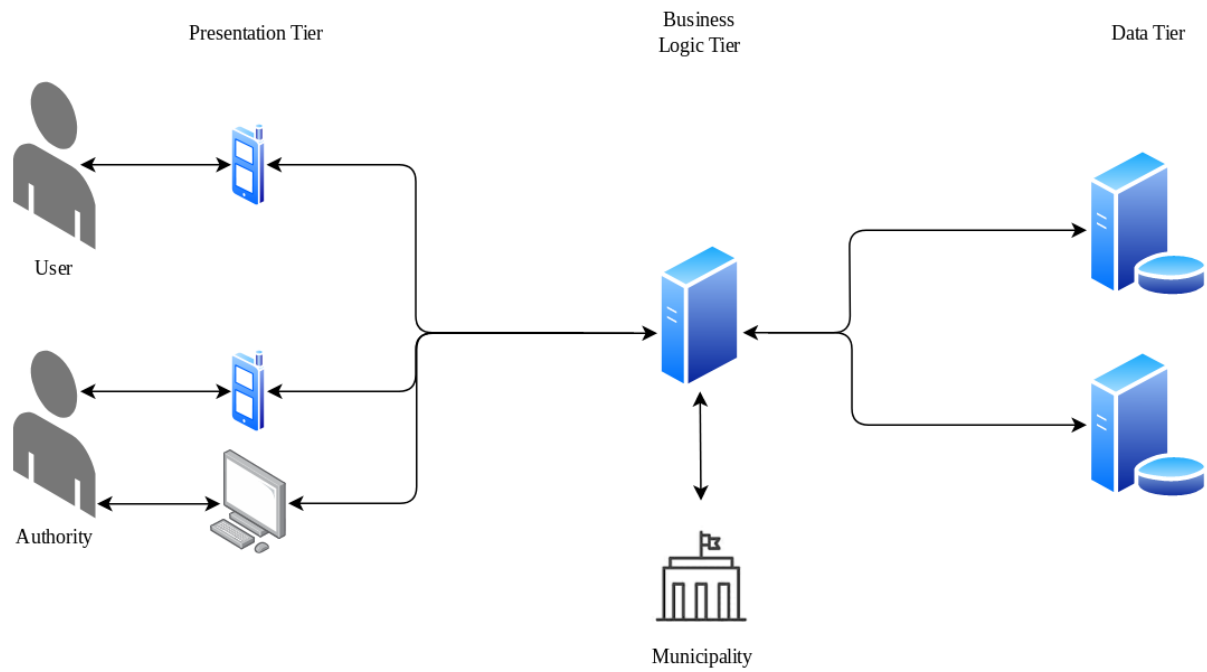 Presentation Tier
Business
Logic Tier
Data Tier
User
Authority
Municipality